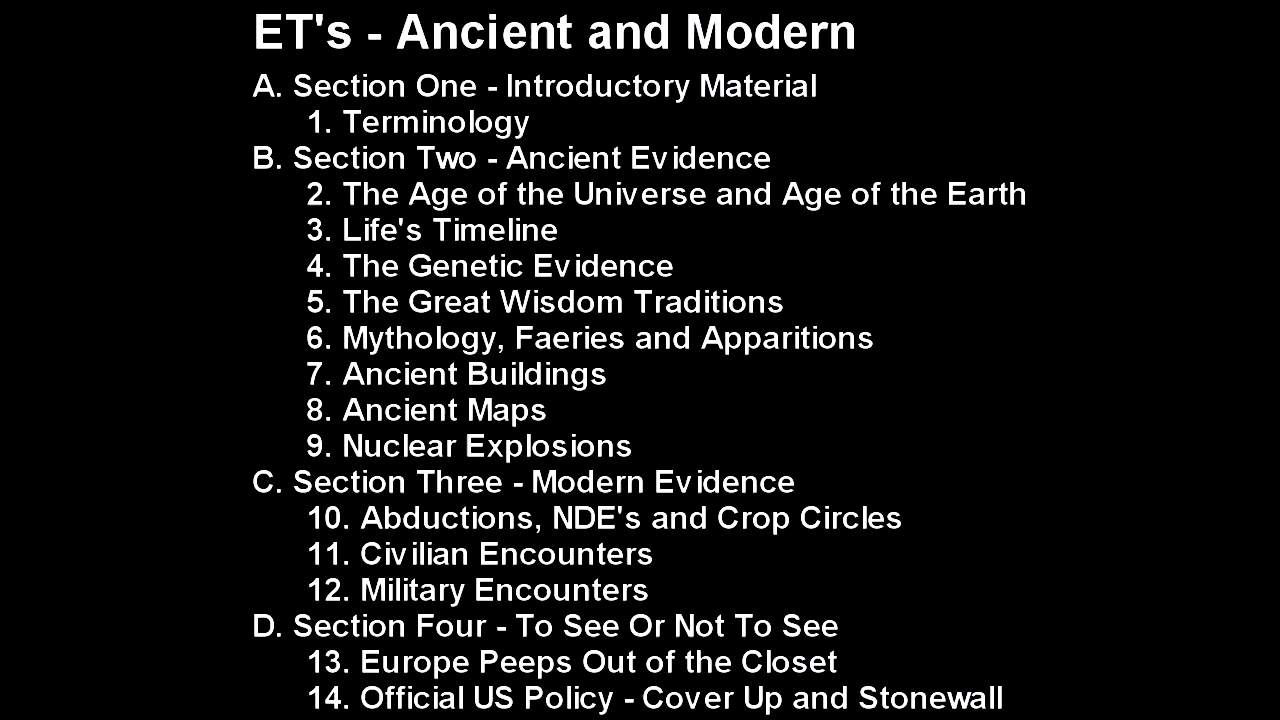 ET's - Ancient and Modern
A. Section One - Introductory Material
1. Terminology
B. Section Two - Ancient Evidence
2. The Age of the Universe and Age of the Earth
3. Life's Timeline
4. The Genetic Evidence
5. The Great Wisdom Traditions
6. Mythology, Faeries and Apparitions
7. Ancient Buildings
8. Ancient Maps
9. Nuclear Explosions
C. Section Three - Modern Evidence
10. Abductions, NDE's and Crop Circles
11. Civilian Encounters
12. Military Encounters
D. Section Four - To See Or Not To See
13. Europe Peeps Out of the Closet
14. Official US Policy - Cover Up and Stonewall